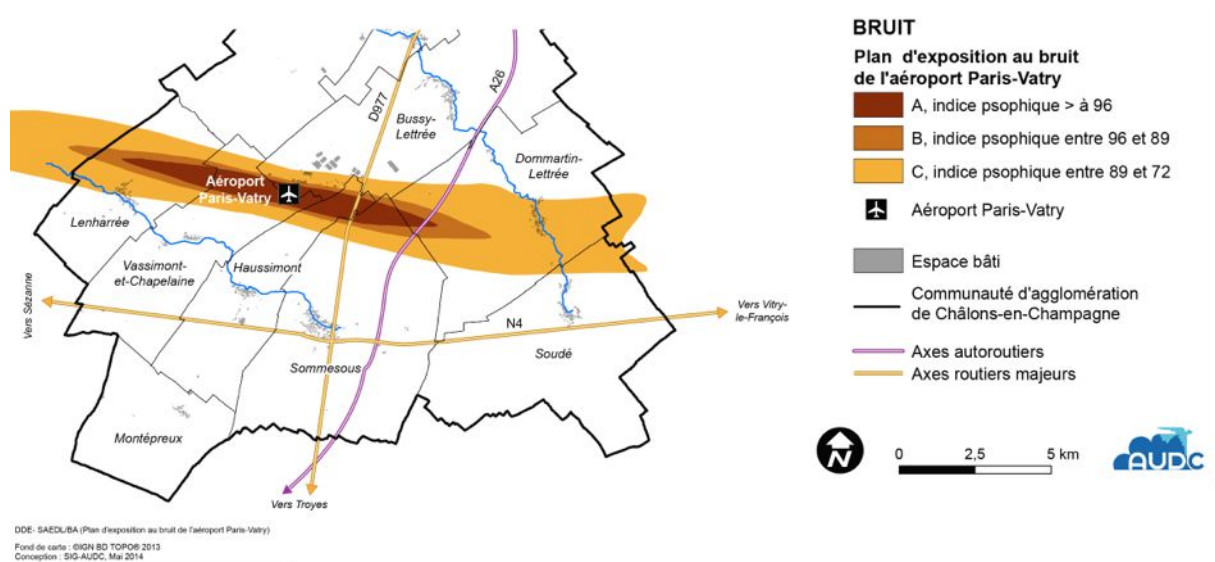 D977
A26
Bussy-
Lettrée
Dommartin-
Lettrée
Aéroport
Paris-Vatry
Lenharrée
Vassimont-
et-Chapelaine
Haussimont
Vers Sézanne
N4
Vers Vitry-
le-François
Sommesous
Soudé
Montépreux
Vers Troyes
BRUIT
Plan d'exposition au bruit
de l'aéroport Paris-Vatry
A, indice psophique > à 96
B, indice psophique entre 96 et 89
C, indice psophique entre 89 et 72
Aéroport Paris-Vatry
Espace bâti
Communauté d'agglomération
de Châlons-en-Champagne
Axes autoroutiers
Axes routiers majeurs
N
0 2,5 5 km
AUDC
DDE- SAEDL/BA (Plan d'exposition au bruit de l'aéroport Paris-Vatry)
Fond de carte : ©IGN BD TOPO® 2013
Conception : SIG-AUDC, Mai 2014